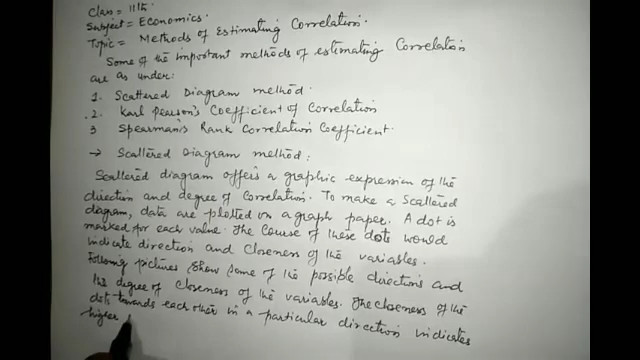 Class = 11th
Subject = Economics.
Topic = Methods of Estimating Correlation.
Some of the important methods of estimating Correlation
are as under:
1. Scattered Diagram method.
2. Karl Pearson's Coefficient of Correlation
3 Spearman's Rank Correlation Coefficient.
→ Scattered Diagram method:
Scattered diagram offers a graphic expression of the
direction and degree of Correlation. To make a Scattered
diagram, data are plotted on a graph paper. A dot is
marked for each value. The Course of these dots would
indicate direction and closeness of the variables.
Following pictures Show Some of the possible directions and
the degree of closeness of the variables. The closeness of the
dots towards each other in a particular direction indicates
higher